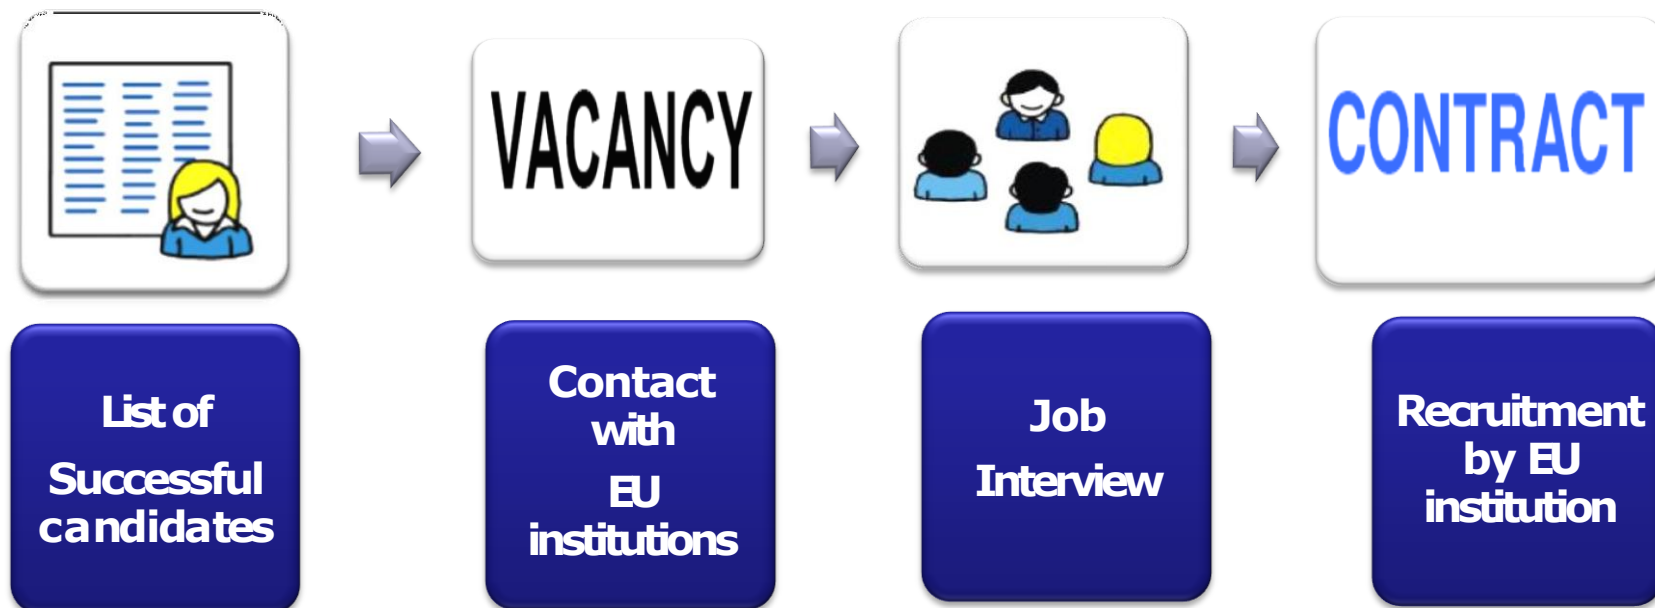 VACANCY
CONTRACT
List of
Successful
candidates
Contact
with
EU
institutions
Job
Interview
Recruitment
by EU
institution